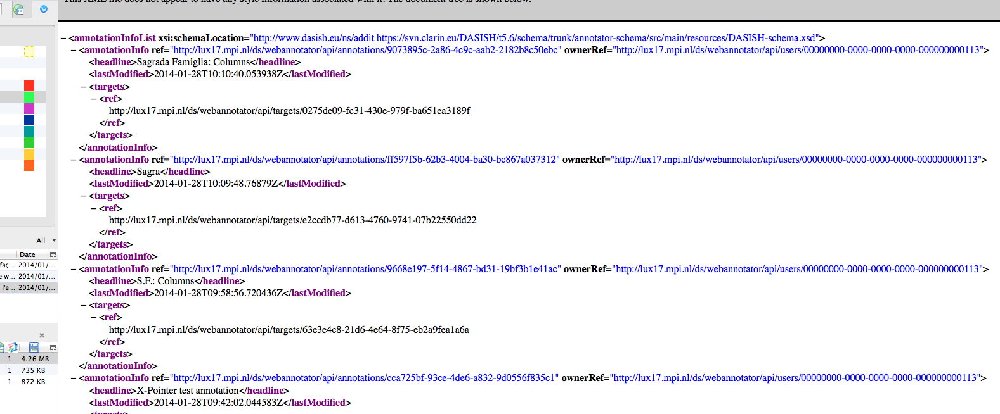 This XML file does not appear to have any style information associated with it. The document tree is shown below.
− <annotationInfoList xsi:schemaLocation="http://www.dasish.eu/ns/addit https://svn.clarin.eu/DASISH/t5.6/schema/trunk/annotator-schema/src/main/resources/DASISH-schema.xsd">
− <annotationInfo ref="http://lux17.mpi.nl/ds/webannotator/api/annotations/9073895c-2a86-4c9c-aab2-2182b8c50ebc" ownerRef="http://lux17.mpi.nl/ds/webannotator/api/users/00000000-0000-0000-0000-000000000113">
<headline>Sagrada Famiglia: Columns</headline>
<lastModified>2014-01-28T10:10:40.053938Z</lastModified>
− <targets>
− <ref>
http://lux17.mpi.nl/ds/webannotator/api/targets/0275de09-fc31-430e-979f-ba651ea3189f
</ref>
</targets>
</annotationInfo>
− <annotationInfo ref="http://lux17.mpi.nl/ds/webannotator/api/annotations/ff597f5b-62b3-4004-ba30-bc867a037312" ownerRef="http://lux17.mpi.nl/ds/webannotator/api/users/00000000-0000-0000-0000-000000000113">
<headline>Sagra</headline>
<lastModified>2014-01-28T10:09:48.76879Z</lastModified>
− <targets>
− <ref>
http://lux17.mpi.nl/ds/webannotator/api/targets/e2ccdb77-d613-4760-9741-07b22550dd22
</ref>
</targets>
</annotationInfo>
− <annotationInfo ref="http://lux17.mpi.nl/ds/webannotator/api/annotations/9668e197-5f14-4867-bd31-19bf3b1e41ac" ownerRef="http://lux17.mpi.nl/ds/webannotator/api/users/00000000-0000-0000-0000-000000000113">
<headline>S.F.: Columns</headline>
<lastModified>2014-01-28T09:58:56.720436Z</lastModified>
− <targets>
− <ref>
http://lux17.mpi.nl/ds/webannotator/api/targets/63e3e4c8-21d6-4e64-8f75-eb2a9fea1a6a
</ref>
</targets>
</annotationInfo>
− <annotationInfo ref="http://lux17.mpi.nl/ds/webannotator/api/annotations/cca725bf-93ce-4de6-a832-9d0556f835c1" ownerRef="http://lux17.mpi.nl/ds/webannotator/api/users/00000000-0000-0000-0000-000000000113">
<headline>X-Pointer test annotation</headline>
<lastModified>2014-01-28T09:42:02.044583Z</lastModified>
<targets>
All
Date
faç... 2014/01/...
e w... 2014/01/...
l'e... 2014/01/...
1 4.26 MB
1 735 KB
1 872 KB